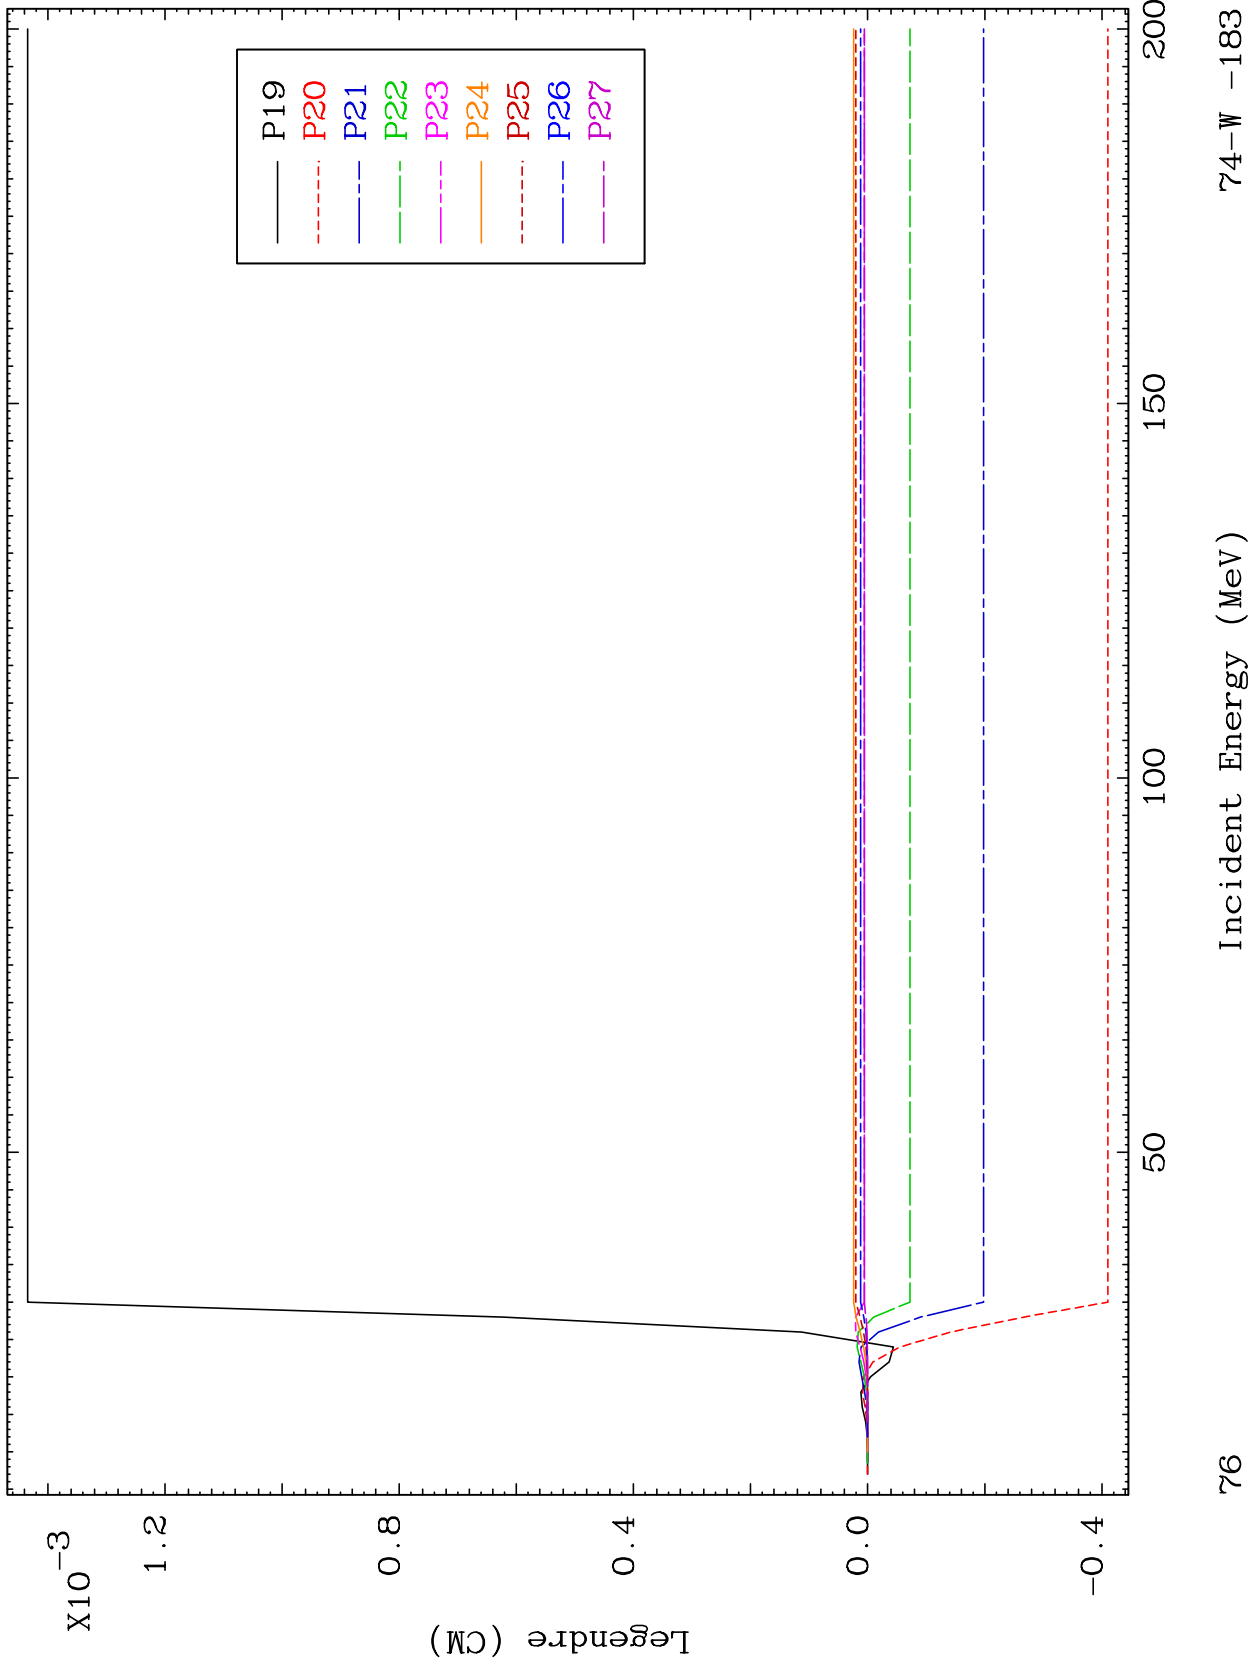 X10-3
1.2
0.8
0.4
0.0
-0.4
Legendre (CM)
P19
P20
P21
P22
P23
P24
P25
P26
P27
50
100
150
200
Incident Energy (MeV)
76
74-W -183